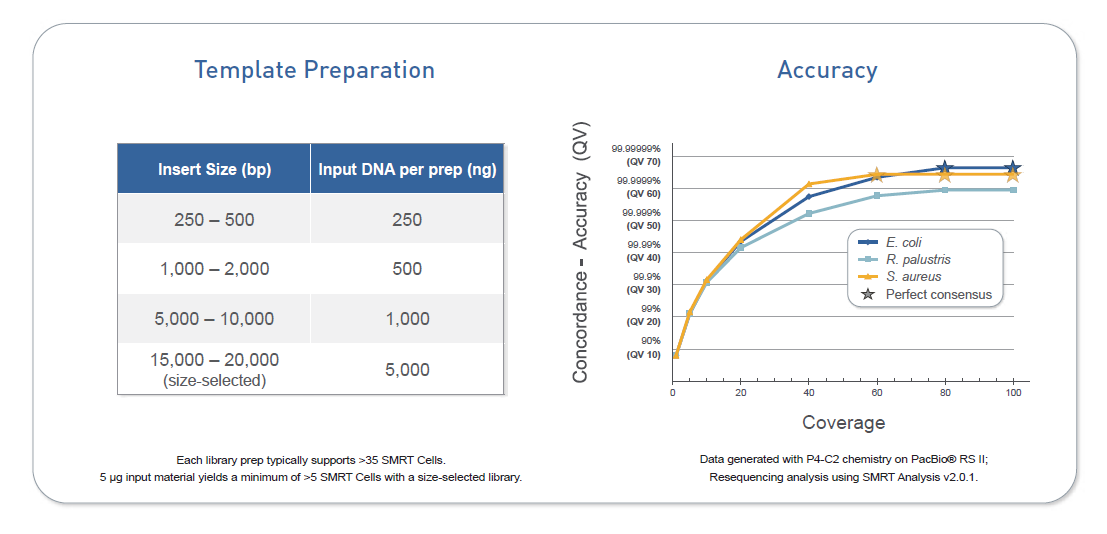 Template Preparation
Insert Size (bp) Input DNA per prep (ng)
250 – 500 250
1,000 – 2,000 500
5,000 – 10,000 1,000
15,000 – 20,000
(size-selected) 5,000
Each library prep typically supports >35 SMRT Cells.
5 µg input material yields a minimum of >5 SMRT Cells with a size-selected library.
Accuracy
Concordance - Accuracy (QV)
99.99999%
(QV 70)
99.9999%
(QV 60)
99.999%
(QV 50)
99.99%
(QV 40)
99.9%
(QV 30)
99%
(QV 20)
90%
(QV 10)
E. coli
R. palustris
S. aureus
Perfect consensus
0 20 40 60 80 100
Coverage
Data generated with P4-C2 chemistry on PacBio® RS II;
Resequencing analysis using SMRT Analysis v2.0.1.